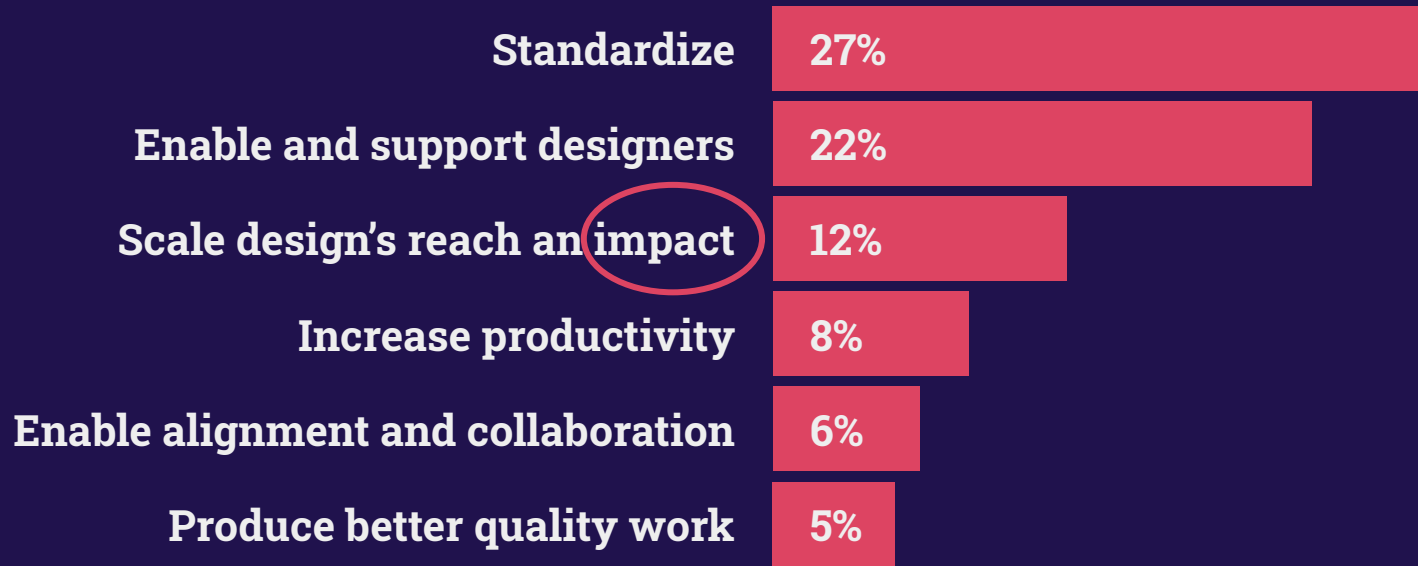 Standardize 27%
Enable and support designers 22%
Scale design’s reach an impact 12%
Increase productivity 8%
Enable alignment and collaboration 6%
Produce better quality work 5%